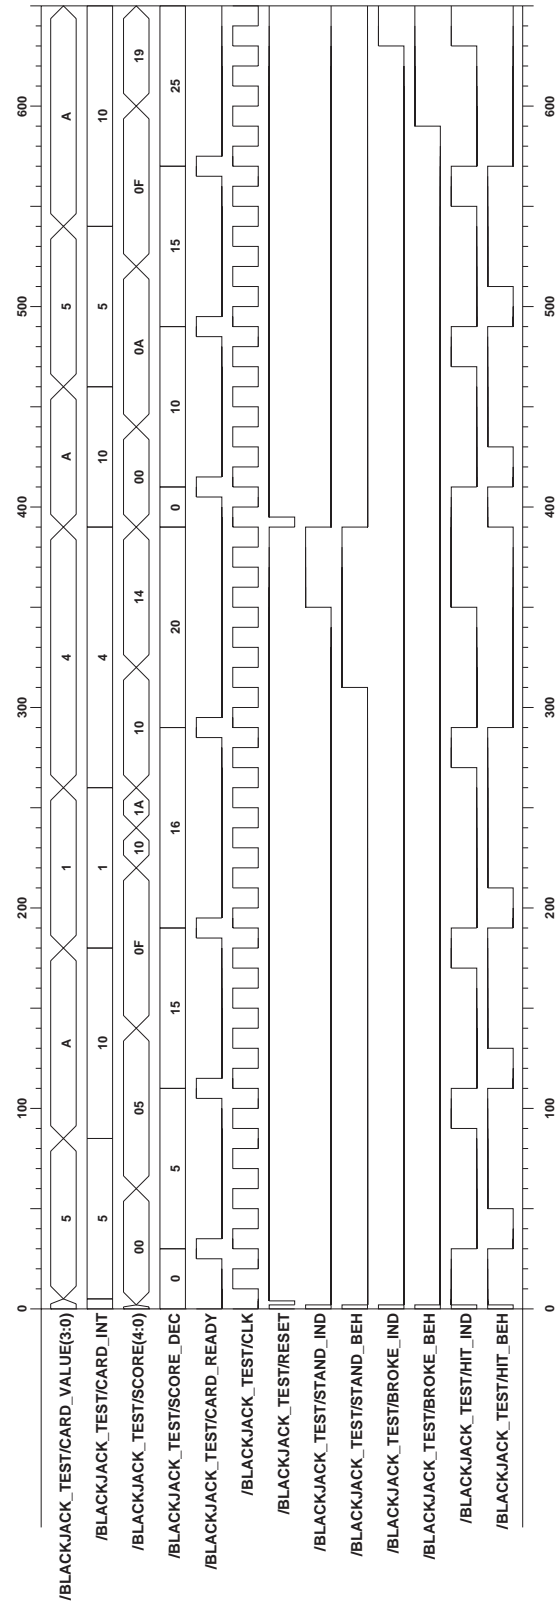 0 100 200 300 400 500 600
/BLACKJACK_TEST/CARD_VALUE(3:0) 5 A 1 4 A 5 A
/BLACKJACK_TEST/CARD_INT 5 10 1 4 10 5 10
/BLACKJACK_TEST/SCORE(4:0) 00 05 0F 10 1A 10 14 00 0A 0F 19
/BLACKJACK_TEST/SCORE_DEC 0 5 15 16 20 0 10 15 25
/BLACKJACK_TEST/CARD_READY
/BLACKJACK_TEST/CLK
/BLACKJACK_TEST/RESET
/BLACKJACK_TEST/STAND_IND
/BLACKJACK_TEST/STAND_BEH
/BLACKJACK_TEST/BROKE_IND
/BLACKJACK_TEST/BROKE_BEH
/BLACKJACK_TEST/HIT_IND
/BLACKJACK_TEST/HIT_BEH
0 100 200 300 400 500 600